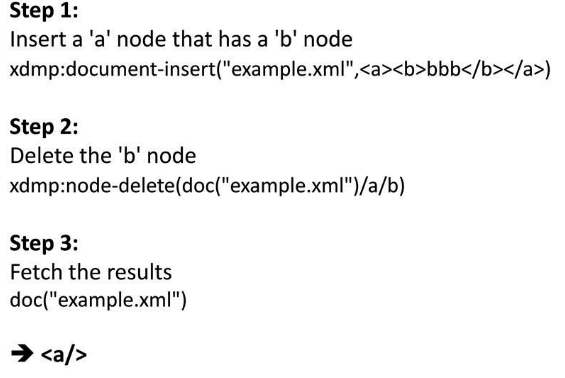 Step 1:
Insert a 'a' node that has a 'b' node
xdmp:document-insert("example.xml",<a><b>bbb</b></a>)
Step 2:
Delete the 'b' node
xdmp:node-delete(doc("example.xml")/a/b)
Step 3:
Fetch the results
doc("example.xml")
➔ <a/>